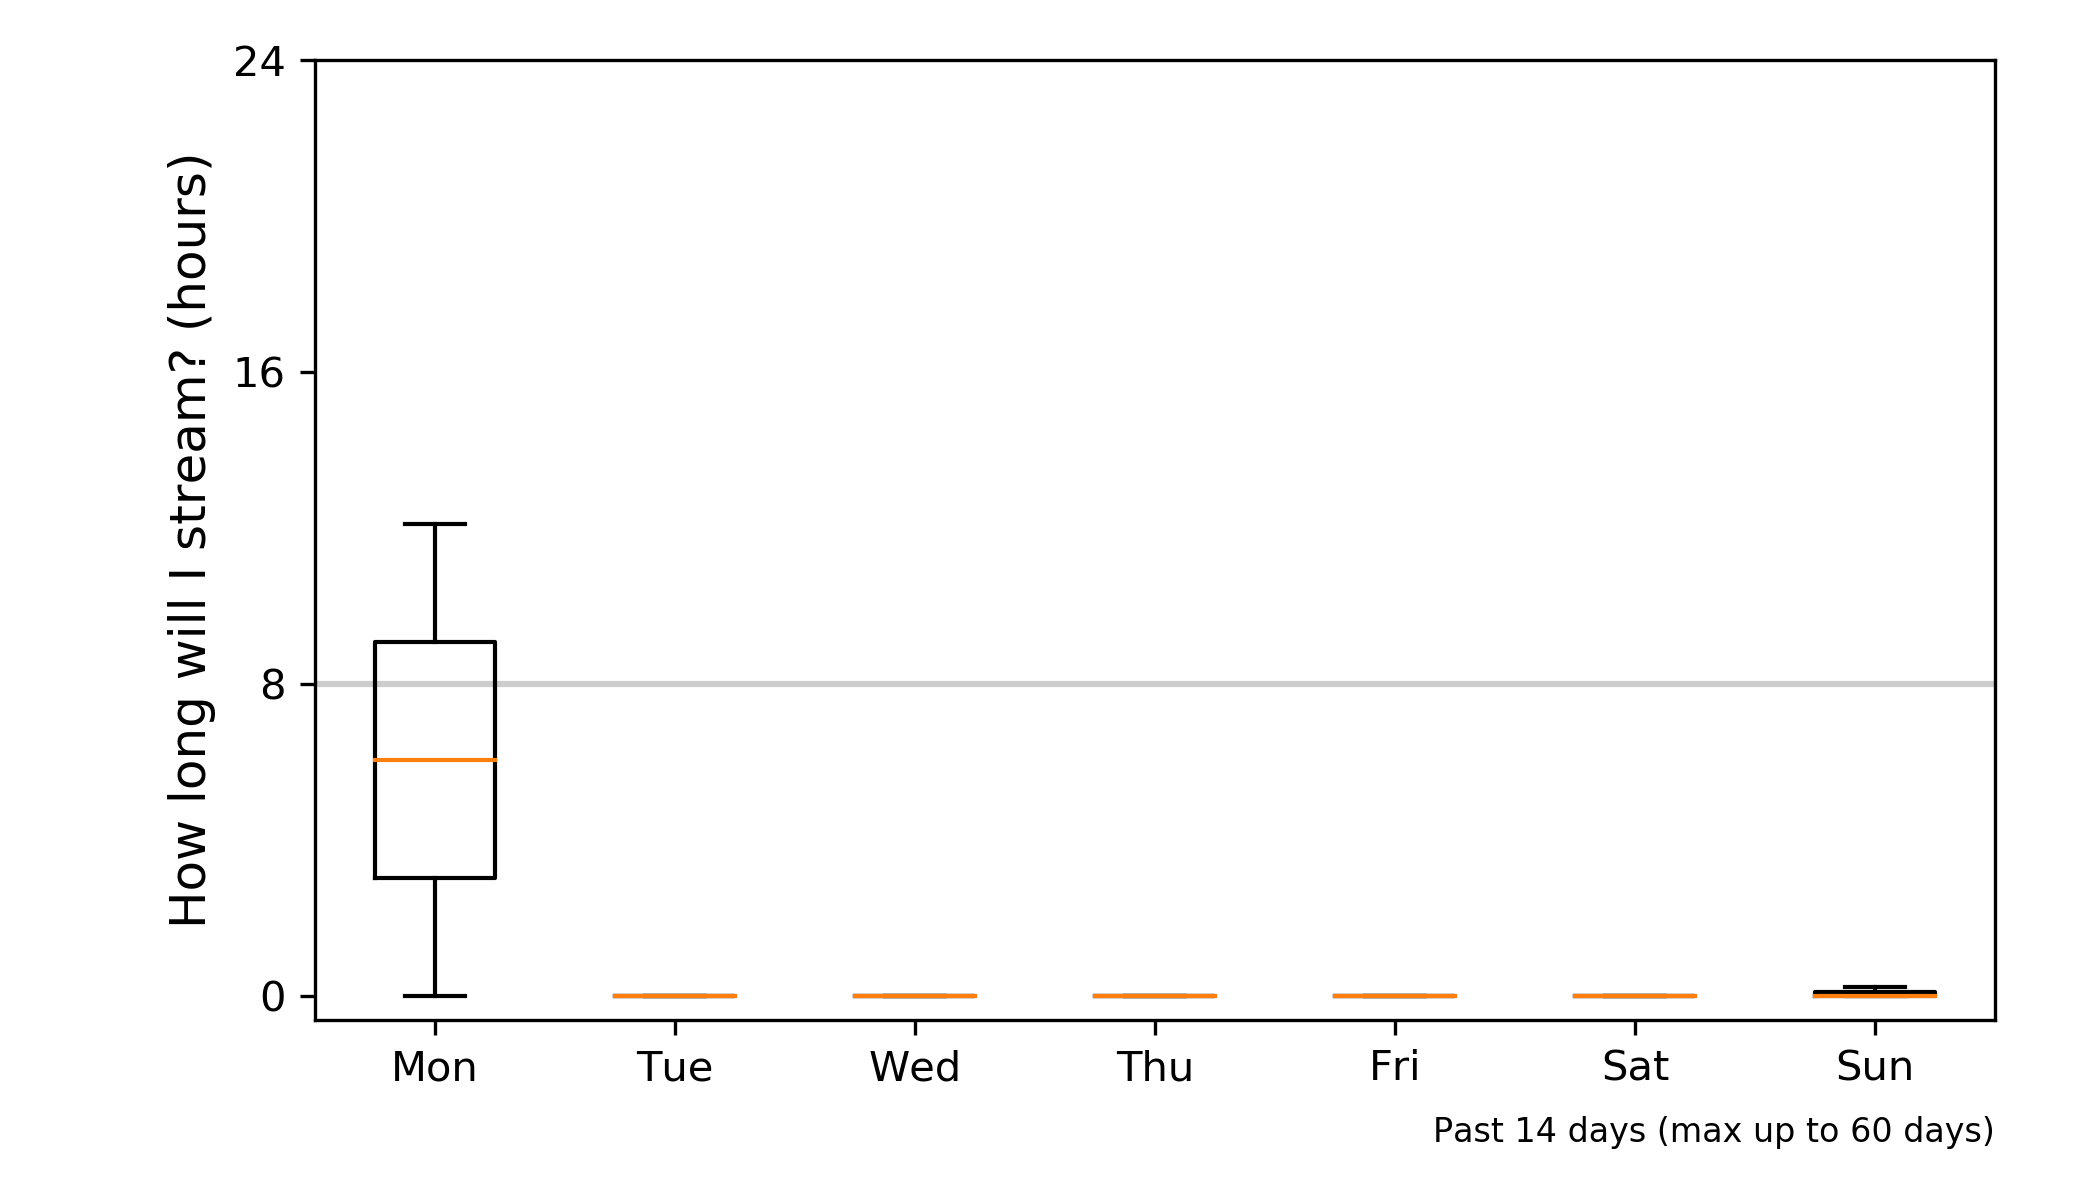 How long will I stream? (hours)
24
16
8
0
Mon Tue Wed Thu Fri Sat Sun
Past 14 days (max up to 60 days)